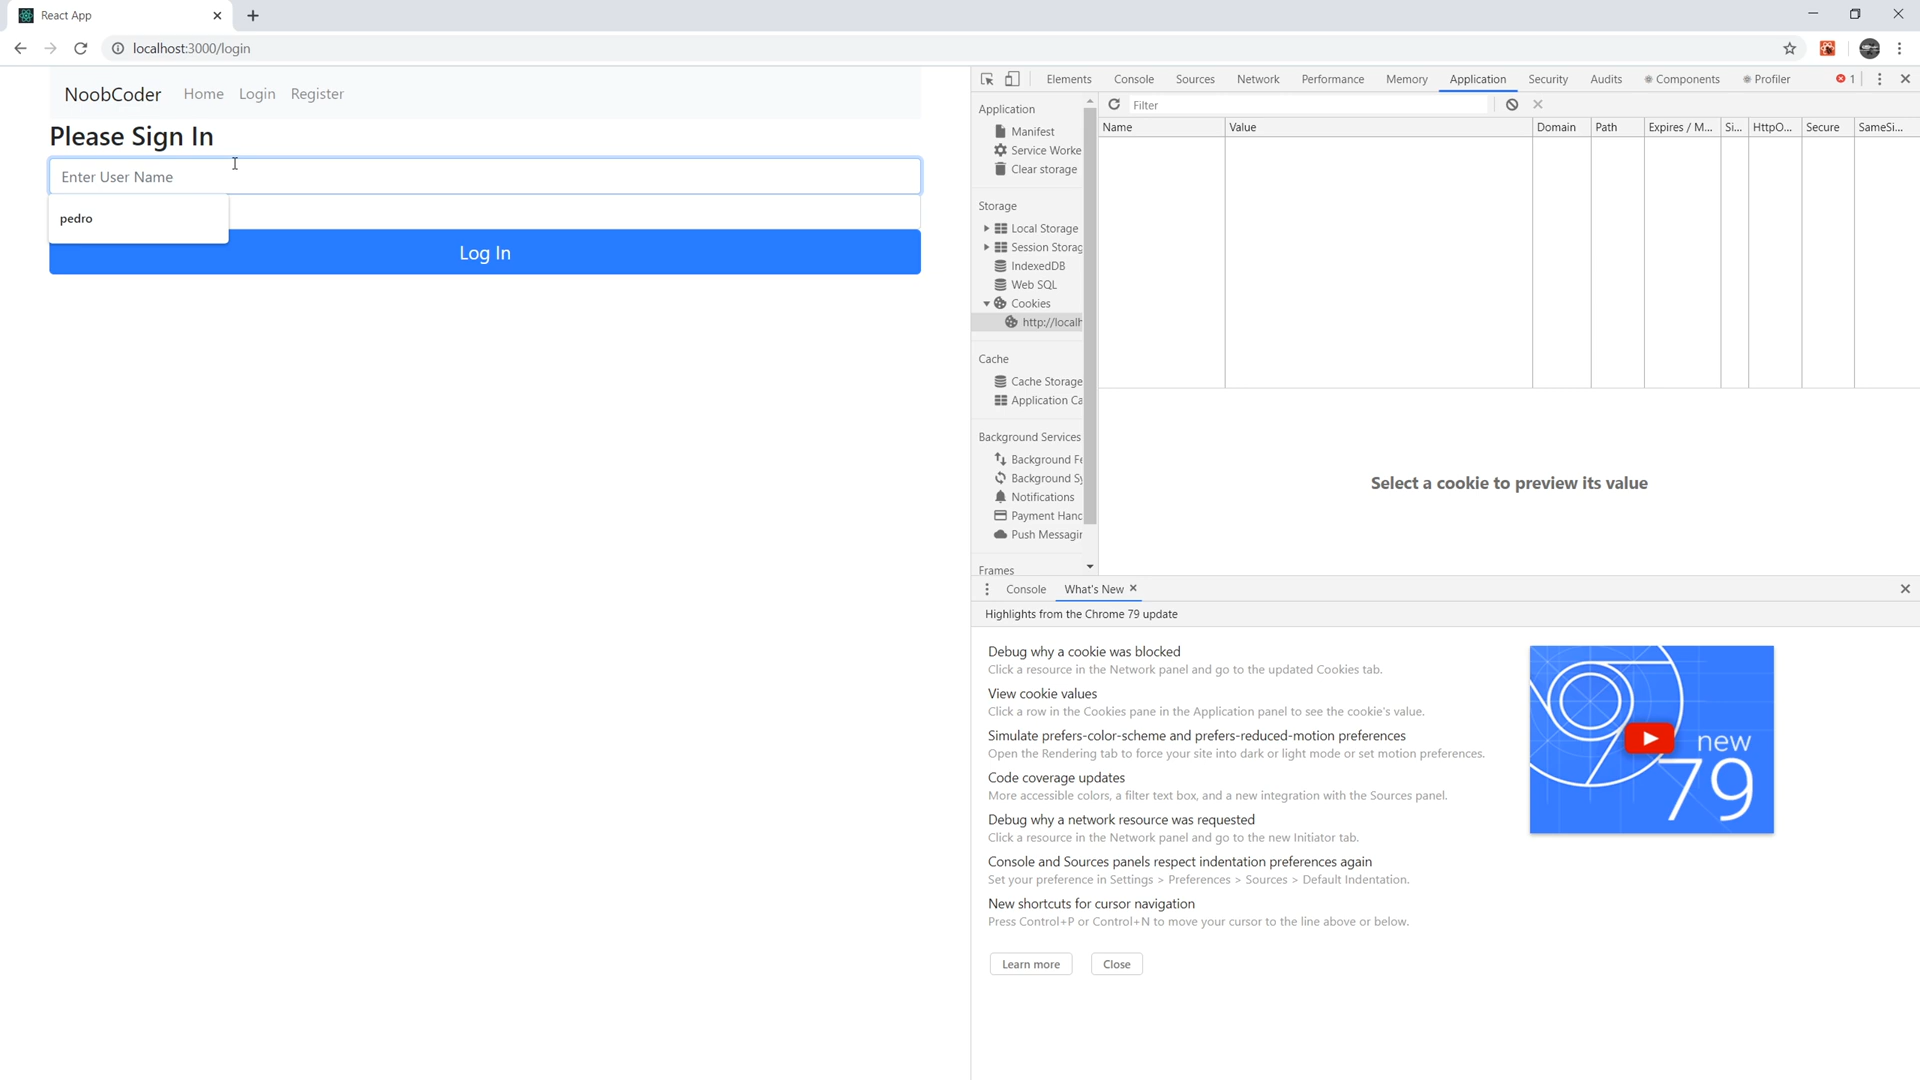 React App
localhost:3000/login
NoobCoder Home Login Register
Please Sign In
Enter User Name
pedro
Log In
Elements Console Sources Network Performance Memory Application Security Audits Components Profiler 1
Application
Manifest
Service Worke
Clear storage
Storage
Local Storage
Session Storag
IndexedDB
Web SQL
Cookies
http://localh
Cache
Cache Storage
Application Ca
Background Services
Background Fe
Background Sy
Notifications
Payment Hand
Push Messagin
Frames
Filter
Name Value Domain Path Expires / M... Si... HttpO... Secure SameSi...
Select a cookie to preview its value
Console What's New
Highlights from the Chrome 79 update
Debug why a cookie was blocked
Click a resource in the Network panel and go to the updated Cookies tab.
View cookie values
Click a row in the Cookies pane in the Application panel to see the cookie's value.
Simulate prefers-color-scheme and prefers-reduced-motion preferences
Open the Rendering tab to force your site into dark or light mode or set motion preferences.
Code coverage updates
More accessible colors, a filter text box, and a new integration with the Sources panel.
Debug why a network resource was requested
Click a resource in the Network panel and go to the new Initiator tab.
Console and Sources panels respect indentation preferences again
Set your preference in Settings > Preferences > Sources > Default Indentation.
New shortcuts for cursor navigation
Press Control+P or Control+N to move your cursor to the line above or below.
Learn more Close
new
79